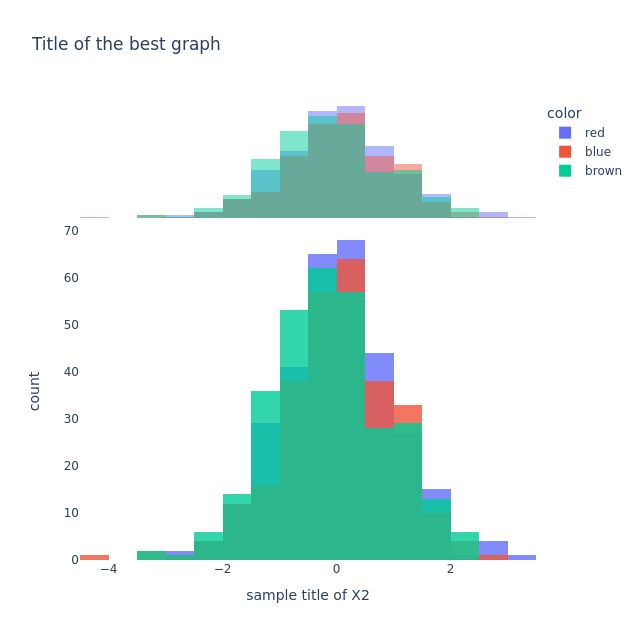 Title of the best graph
color
red
blue
brown
70
60
50
40
30
20
10
0
count
−4
−2
0
2
sample title of X2